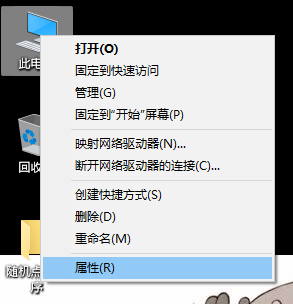 此电
打开(O)
固定到快速访问
管理(G)
固定到“开始”屏幕(P)
映射网络驱动器(N)...
断开网络驱动器的连接(C)...
回收
创建快捷方式(S)
删除(D)
重命名(M)
随机点
序
属性(R)